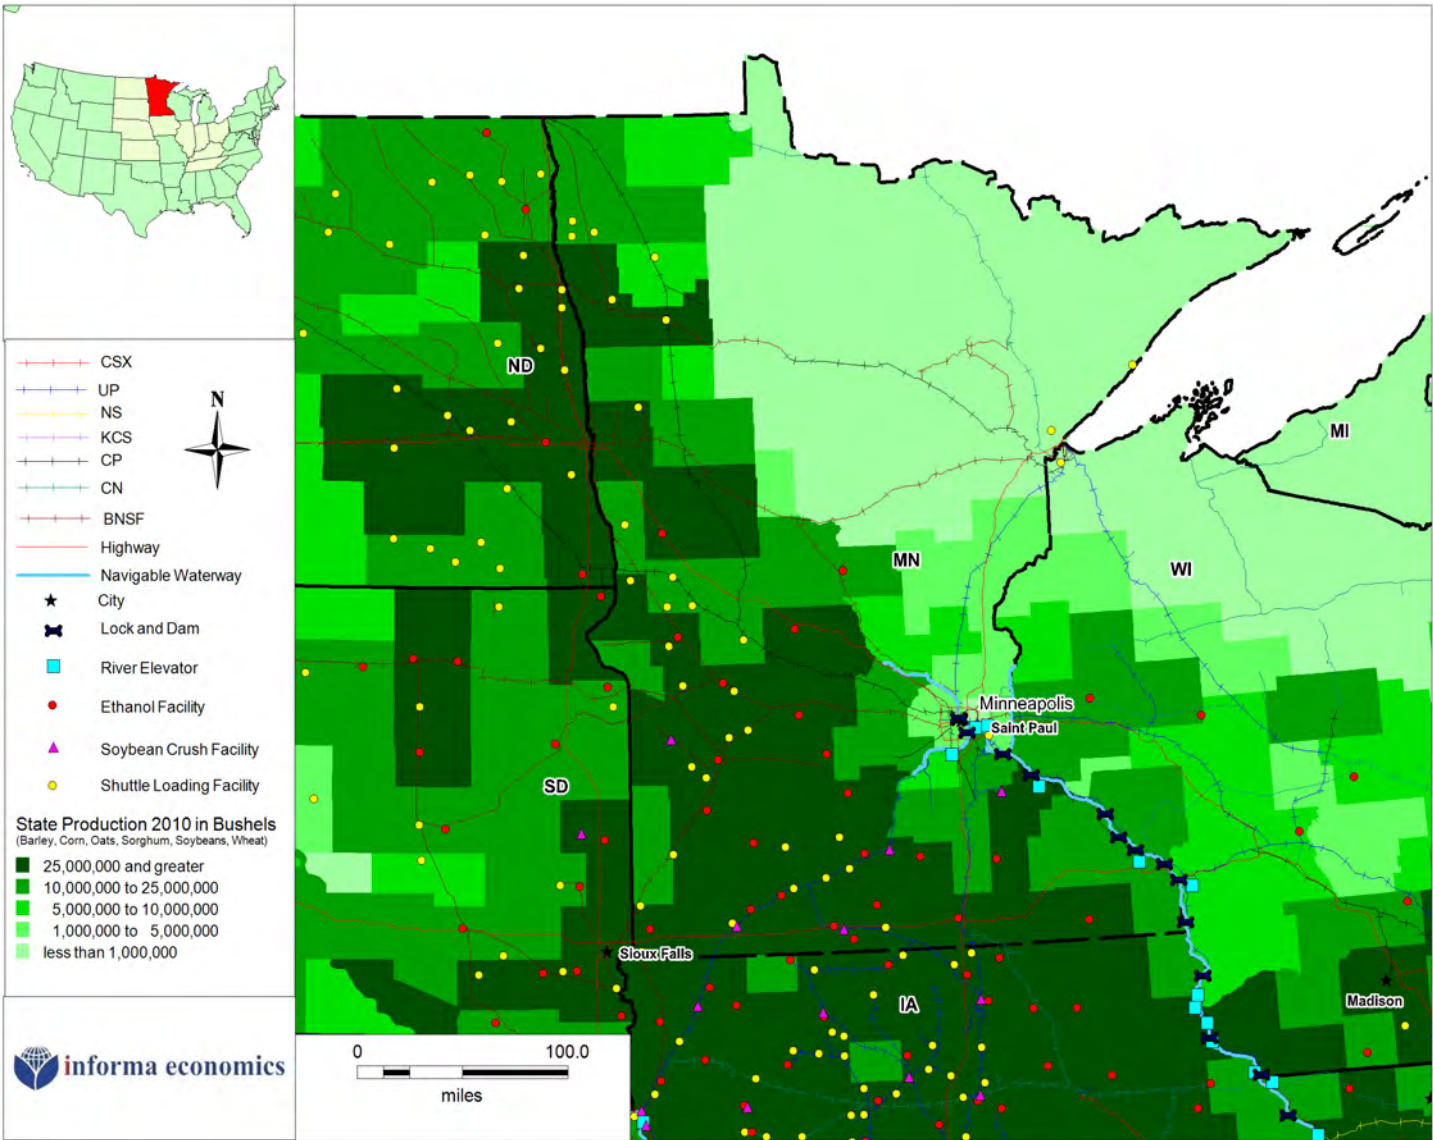 CSX
UP
NS
KCS
CP
CN
BNSF
Highway
Navigable Waterway
City
Lock and Dam
River Elevator
Ethanol Facility
Soybean Crush Facility
Shuttle Loading Facility
N
State Production 2010 in Bushels
(Barley, Corn, Oats, Sorghum, Soybeans, Wheat)
25,000,000 and greater
10,000,000 to 25,000,000
5,000,000 to 10,000,000
1,000,000 to 5,000,000
less than 1,000,000
informa economics
ND
MI
MN
WI
Minneapolis
Saint Paul
SD
Sioux Falls
IA
Madison
0 100.0
miles